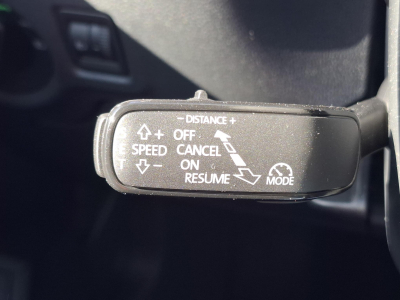 - DISTANCE +
S + OFF
E SPEED CANCEL
T - ON
RESUME MODE